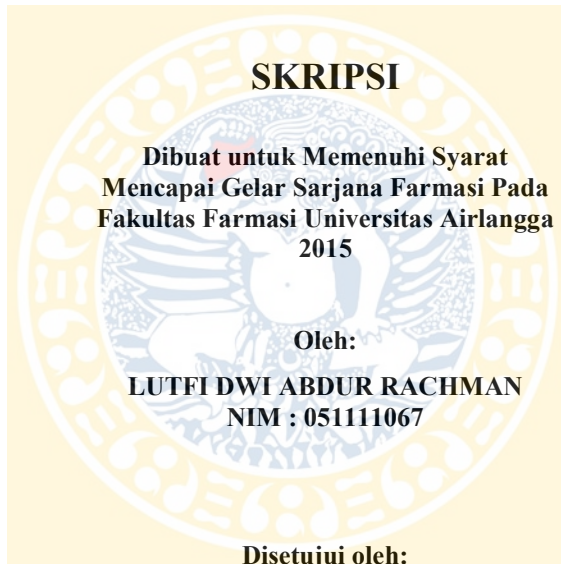 SKRIPSI
Dibuat untuk Memenuhi Syarat
Mencapai Gelar Sarjana Farmasi Pada
Fakultas Farmasi Universitas Airlangga
2015
Oleh:
LUTFI DWI ABDUR RACHMAN
NIM : 051111067
Disetujui oleh: